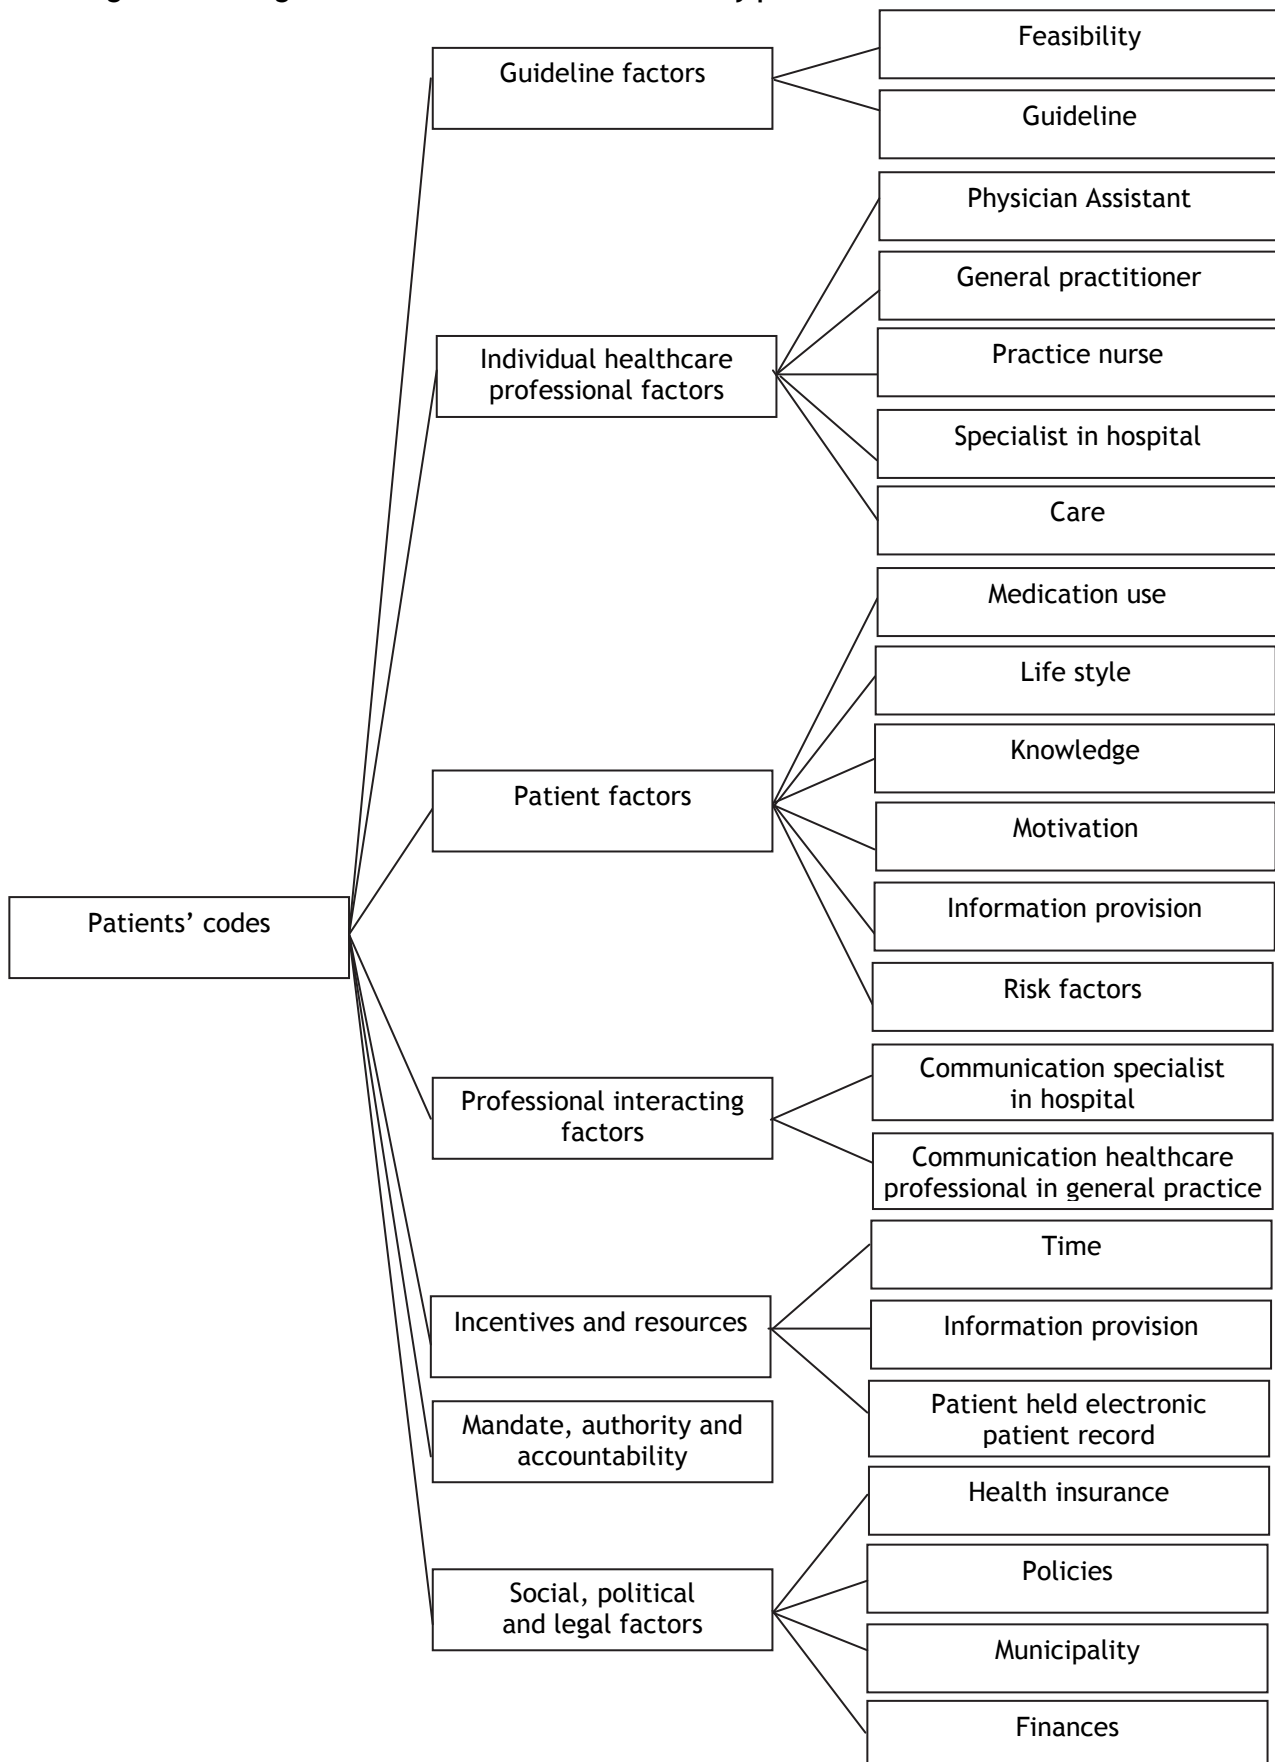 Feasibility
Guideline factors
Guideline
Physician Assistant
General practitioner
Individual healthcare
professional factors
Practice nurse
Specialist in hospital
Care
Medication use
Life style
Knowledge
Patient factors
Motivation
Information provision
Patients’ codes
Risk factors
Communication specialist
in hospital
Professional interacting
factors
Communication healthcare
professional in general practice
Time
Incentives and resources
Information provision
Patient held electronic
patient record
Mandate, authority and
accountability
Health insurance
Policies
Social, political
and legal factors
Municipality
Finances